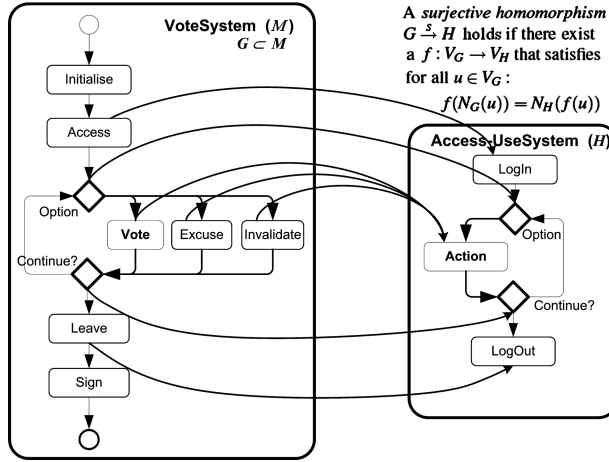 VoteSystem (M)
G ⊂ M
Initialise
Access
Option
Vote
Excuse
Invalidate
Continue?
Leave
Sign
A surjective homomorphism
G →ˢ H holds if there exist
a f : V_G → V_H that satisfies
for all u ∈ V_G :
f(N_G(u)) = N_H(f(u))
Access-UseSystem (H)
LogIn
Option
Action
Continue?
LogOut